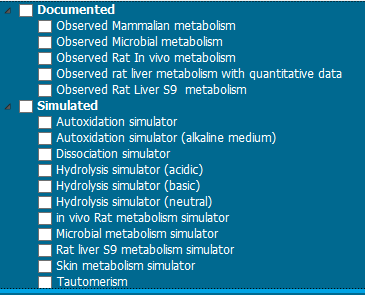 Documented
Observed Mammalian metabolism
Observed Microbial metabolism
Observed Rat In vivo metabolism
Observed rat liver metabolism with quantitative data
Observed Rat Liver S9  metabolism
Simulated
Autoxidation simulator
Autoxidation simulator (alkaline medium)
Dissociation simulator
Hydrolysis simulator (acidic)
Hydrolysis simulator (basic)
Hydrolysis simulator (neutral)
in vivo Rat metabolism simulator
Microbial metabolism simulator
Rat liver S9 metabolism simulator
Skin metabolism simulator
Tautomerism